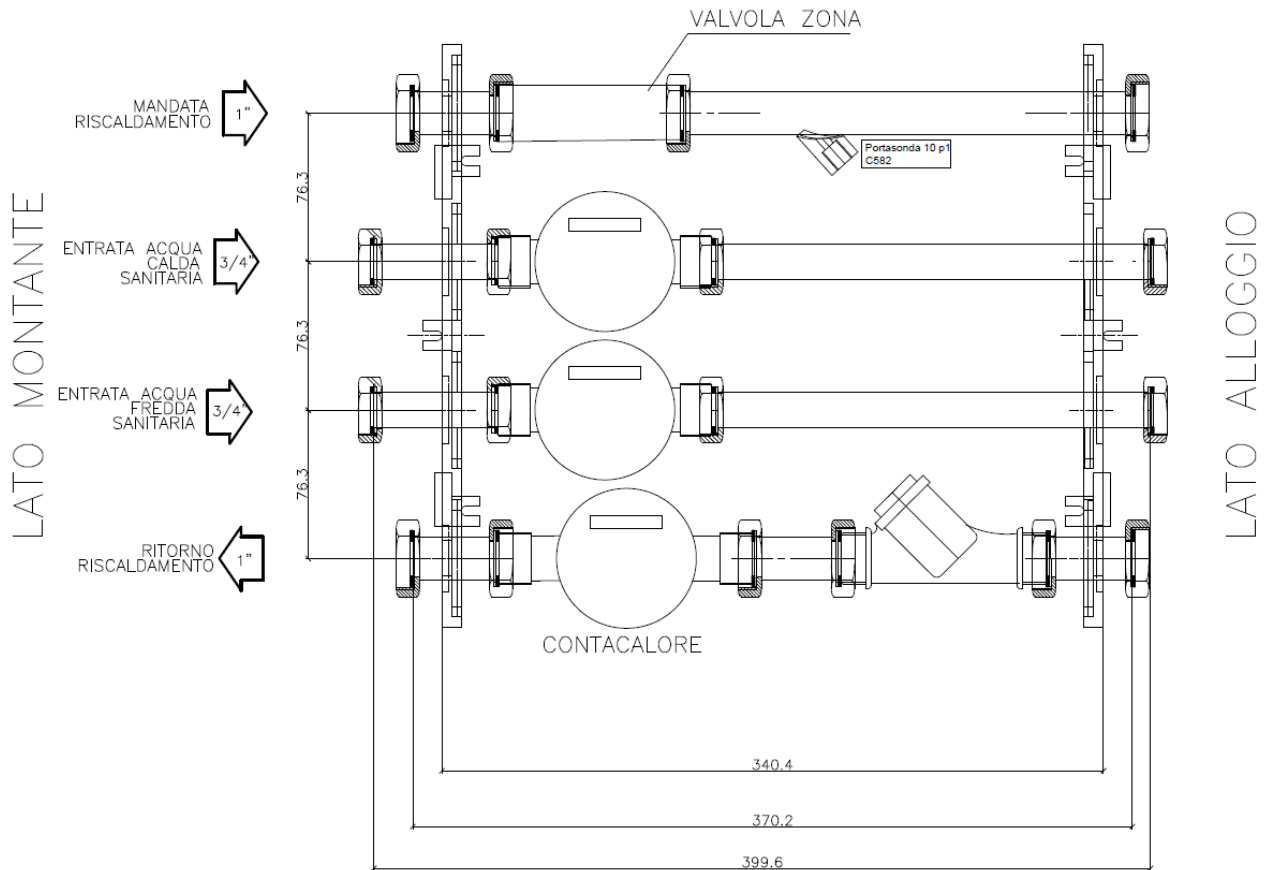 VALVOLA ZONA
MANDATA
RISCALDAMENTO
1"
Portasonda 10 p1
C582
76.3
ENTRATA ACQUA
CALDA
SANITARIA
3/4"
76.3
ENTRATA ACQUA
FREDDA
SANITARIA
3/4"
76.3
RITORNO
RISCALDAMENTO
1"
CONTACALORE
LATO MONTANTE
LATO ALLOGGIO
340.4
370.2
399.6